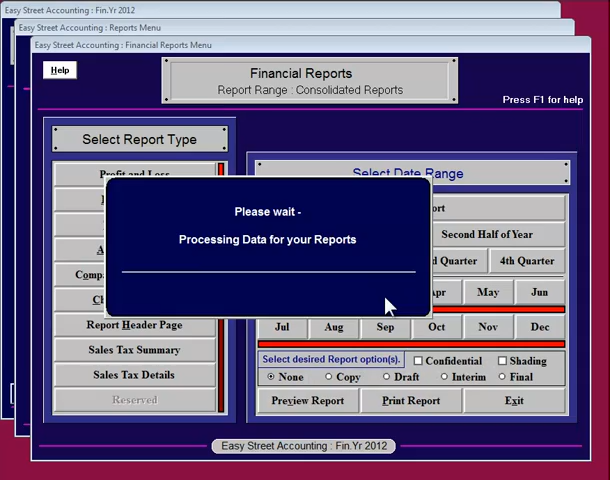 Easy Street Accounting : Fin.Yr 2012
Easy Street Accounting : Reports Menu
Easy Street Accounting : Financial Reports Menu
Help
Financial Reports
Report Range : Consolidated Reports
Press F1 for help
Select Report Type
Select Date Range
Profit and Loss
Please wait -
Processing Data for your Reports
Second Half of Year
Quarter
4th Quarter
May
Jun
Report Header Page
Jul
Aug
Sep
Oct
Nov
Dec
Sales Tax Summary
Select desired Report option(s).
Confidential
Shading
Sales Tax Details
None
Copy
Draft
Interim
Final
Reserved
Preview Report
Print Report
Exit
Easy Street Accounting : Fin.Yr 2012